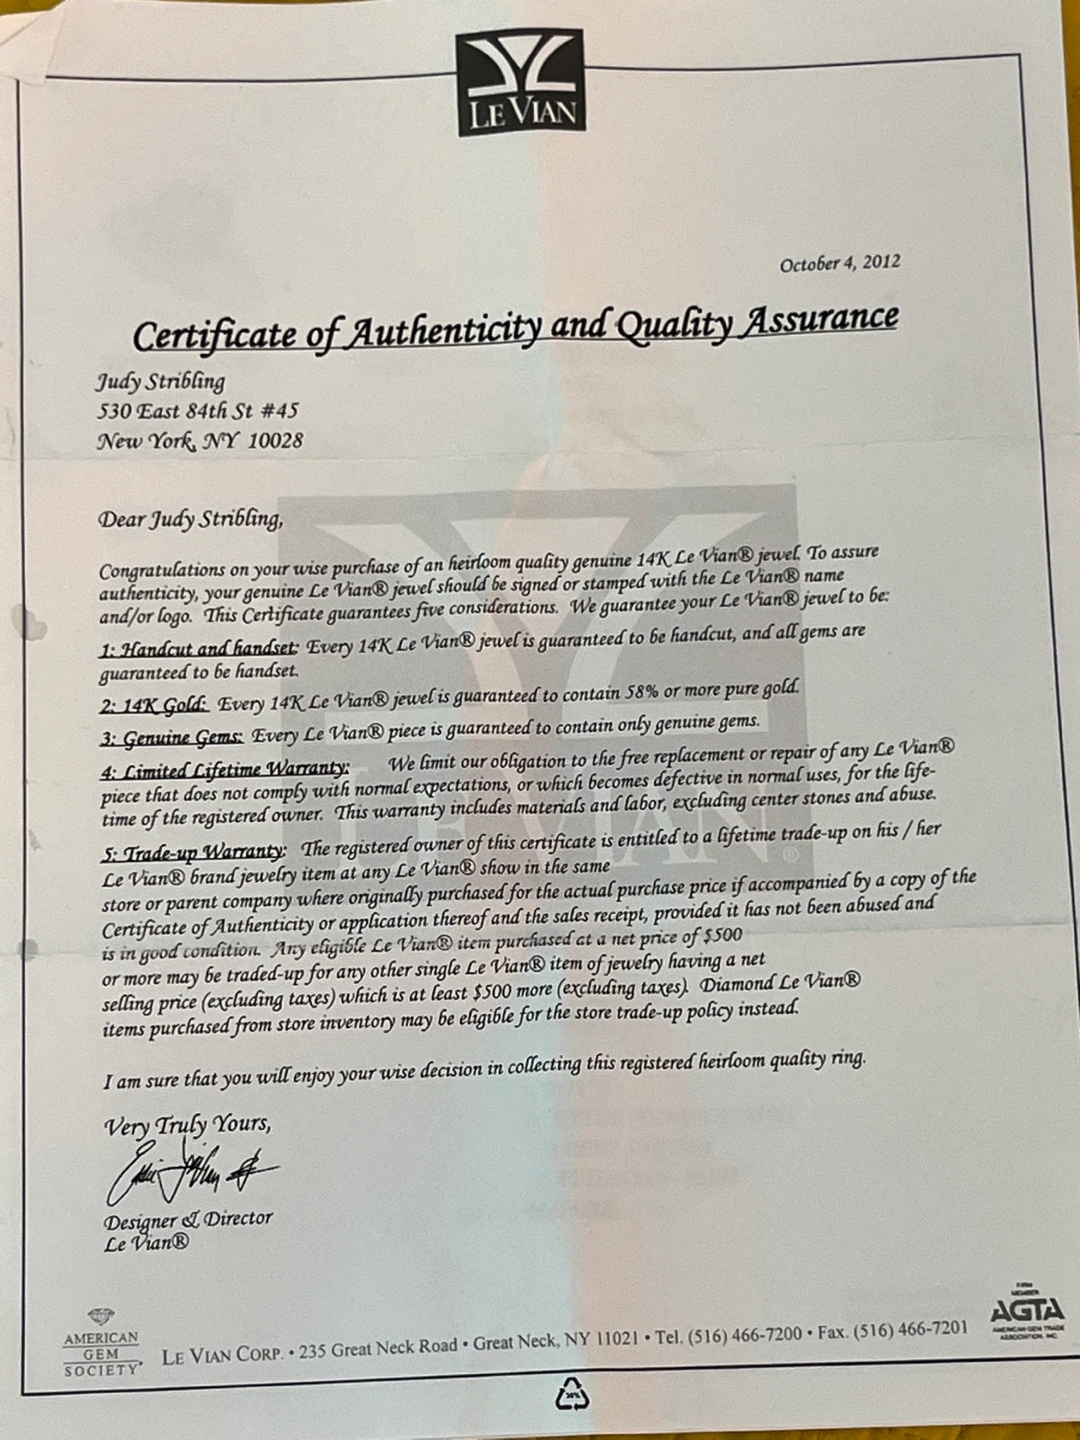 LE VIAN
October 4, 2012
Certificate of Authenticity and Quality Assurance
Judy Stribling
530 East 84th St #45
New York, NY 10028
Dear Judy Stribling,
Congratulations on your wise purchase of an heirloom quality genuine 14K Le Vian® jewel. To assure
authenticity, your genuine Le Vian® jewel should be signed or stamped with the Le Vian® name
and/or logo. This Certificate guarantees five considerations. We guarantee your Le Vian® jewel to be:
1: Handcut and handset: Every 14K Le Vian® jewel is guaranteed to be handcut, and all gems are
guaranteed to be handset.
2: 14K Gold: Every 14K Le Vian® jewel is guaranteed to contain 58% or more pure gold.
3: Genuine Gems: Every Le Vian® piece is guaranteed to contain only genuine gems.
4: Limited Lifetime Warranty: We limit our obligation to the free replacement or repair of any Le Vian®
piece that does not comply with normal expectations, or which becomes defective in normal uses, for the life-
time of the registered owner. This warranty includes materials and labor, excluding center stones and abuse.
5: Trade-up Warranty: The registered owner of this certificate is entitled to a lifetime trade-up on his / her
Le Vian® brand jewelry item at any Le Vian® show in the same
store or parent company where originally purchased for the actual purchase price if accompanied by a copy of the
Certificate of Authenticity or application thereof and the sales receipt, provided it has not been abused and
is in good condition. Any eligible Le Vian® item purchased at a net price of $500
or more may be traded-up for any other single Le Vian® item of jewelry having a net
selling price (excluding taxes) which is at least $500 more (excluding taxes). Diamond Le Vian®
items purchased from store inventory may be eligible for the store trade-up policy instead.
LE VIAN®
I am sure that you will enjoy your wise decision in collecting this registered heirloom quality ring.
Very Truly Yours,
Designer & Director
Le Vian®
AMERICAN
GEM
SOCIETY
LE VIAN CORP. • 235 Great Neck Road • Great Neck, NY 11021 • Tel. (516) 466-7200 • Fax. (516) 466-7201
FIRM
MEMBER
AGTA
AMERICAN GEM TRADE
ASSOCIATION, INC